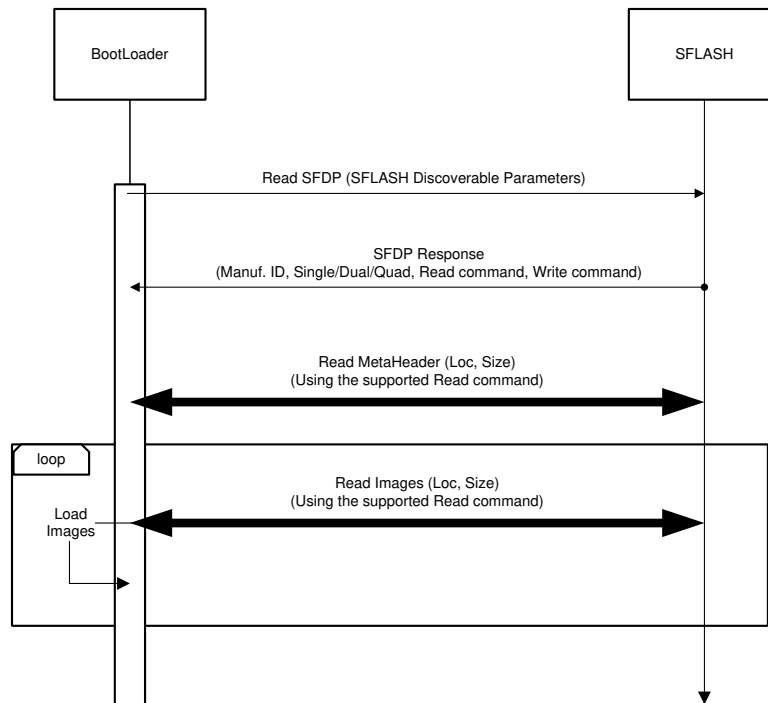 BootLoader
SFLASH
Read SFDP (SFLASH Discoverable Parameters)
SFDP Response
(Manuf. ID, Single/Dual/Quad, Read command, Write command)
Read MetaHeader (Loc, Size)
(Using the supported Read command)
loop
Read Images (Loc, Size)
(Using the supported Read command)
Load
Images